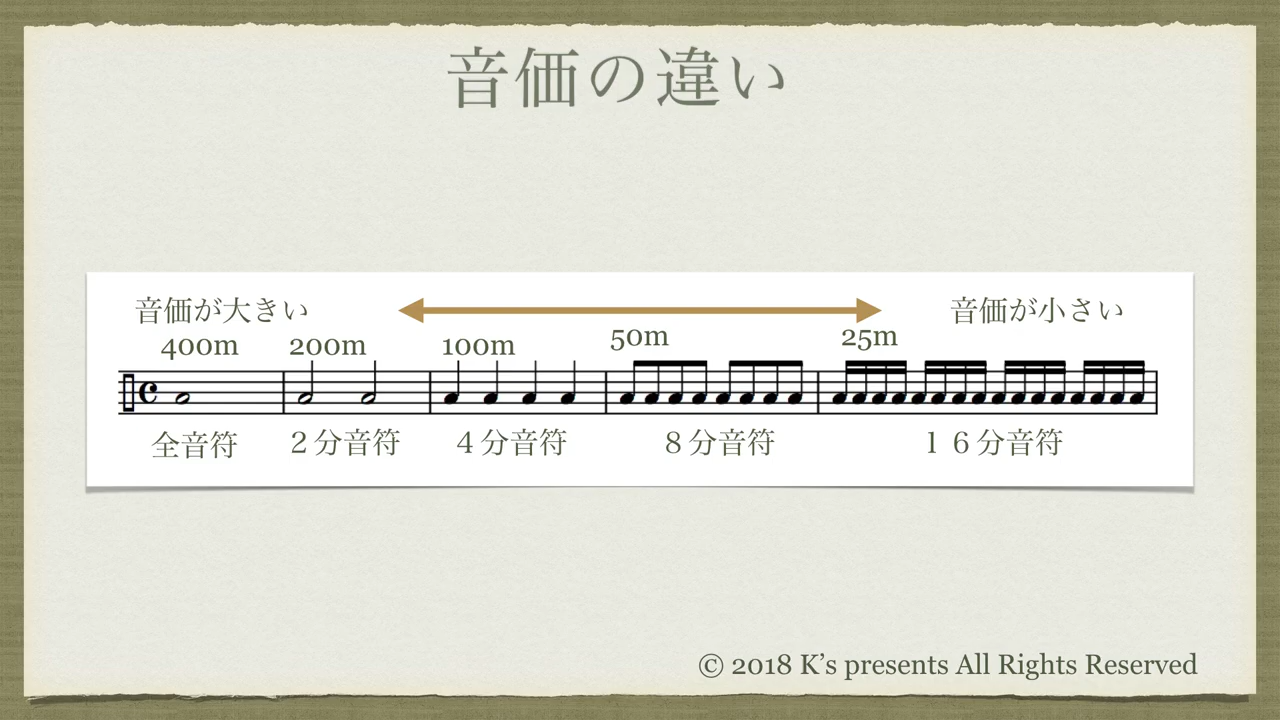 音価の違い
音価が大きい
音価が小さい
400m
200m
100m
50m
25m
全音符
２分音符
４分音符
８分音符
１６分音符
© 2018 K’s presents All Rights Reserved